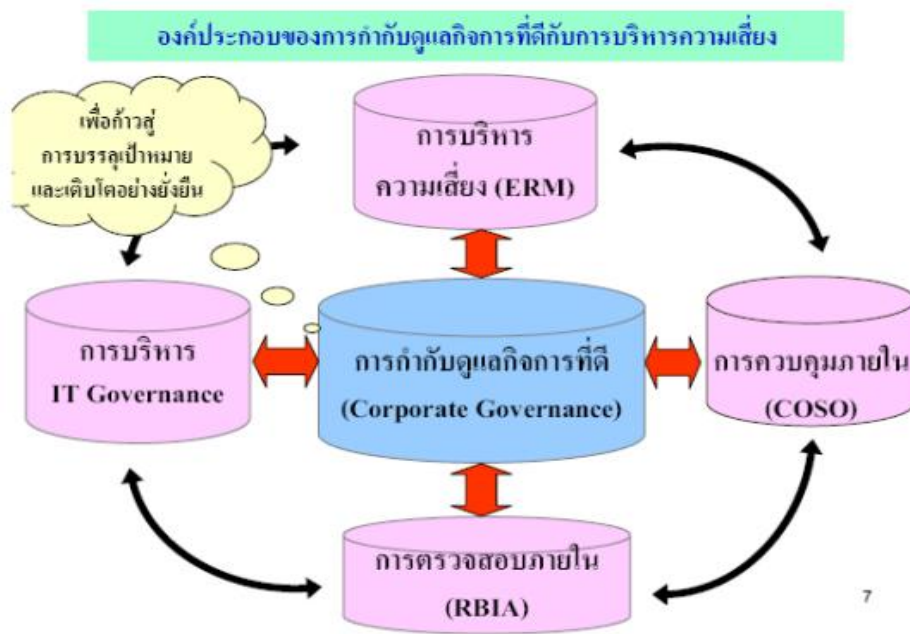 องค์ประกอบของการกำกับดูแลกิจการที่ดีกับการบริหารความเสี่ยง
เพื่อก้าวสู่
การบรรลุเป้าหมาย
และเติบโตอย่างยั่งยืน
การบริหาร
ความเสี่ยง (ERM)
การบริหาร
IT Governance
การกำกับดูแลกิจการที่ดี
(Corporate Governance)
การควบคุมภายใน
(COSO)
การตรวจสอบภายใน
(RBIA)
7